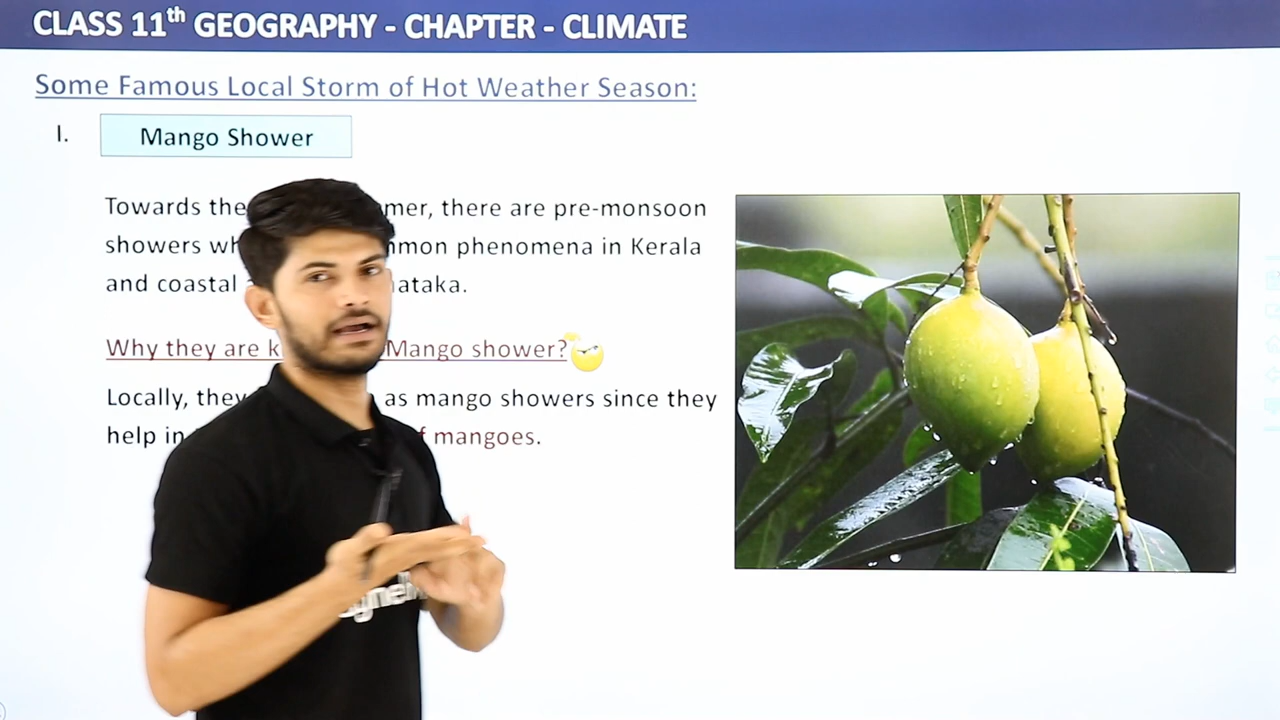 CLASS 11th GEOGRAPHY - CHAPTER - CLIMATE
Some Famous Local Storm of Hot Weather Season:
I.
Mango Shower
Towards the mer, there are pre-monsoon
showers wh mmon phenomena in Kerala
and coastal nataka.
Why they are k Mango shower?
Locally, they as mango showers since they
help in f mangoes.